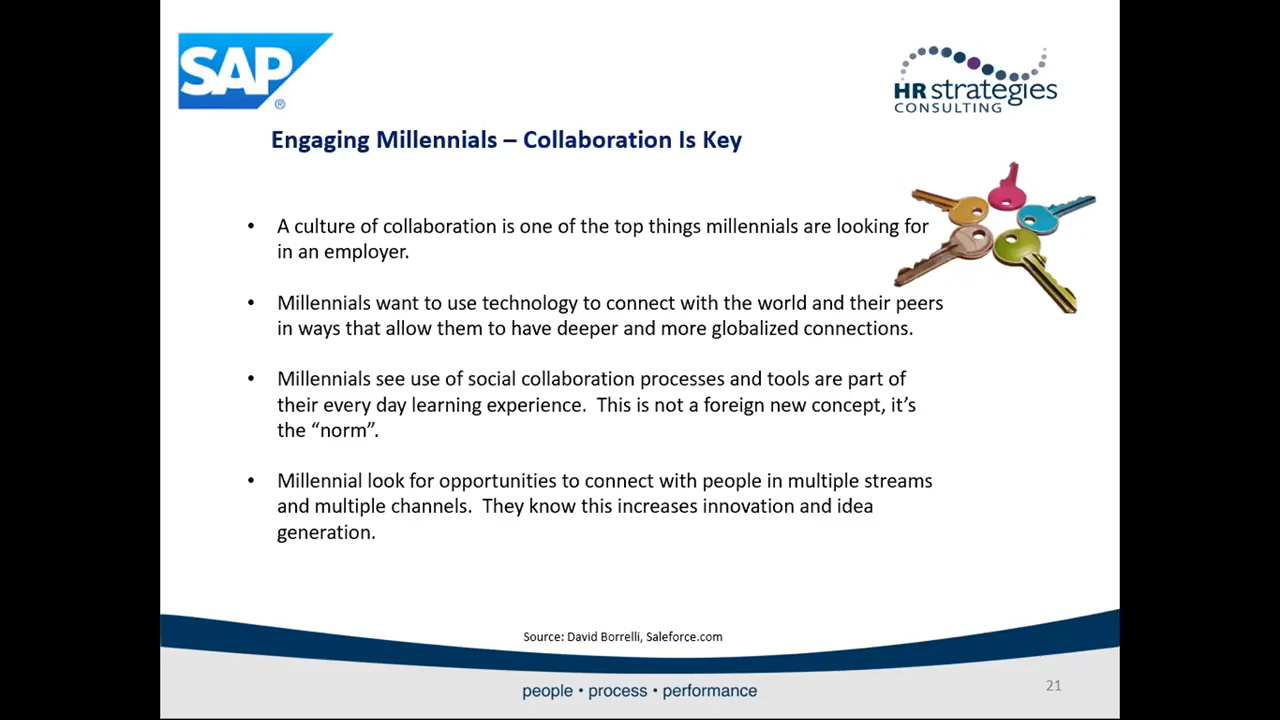 SAP®
HR strategies
CONSULTING
Engaging Millennials – Collaboration Is Key
• A culture of collaboration is one of the top things millennials are looking for
in an employer.
• Millennials want to use technology to connect with the world and their peers
in ways that allow them to have deeper and more globalized connections.
• Millennials see use of social collaboration processes and tools are part of
their every day learning experience.  This is not a foreign new concept, it’s
the “norm”.
• Millennial look for opportunities to connect with people in multiple streams
and multiple channels.  They know this increases innovation and idea
generation.
Source: David Borrelli, Saleforce.com
people • process • performance
21